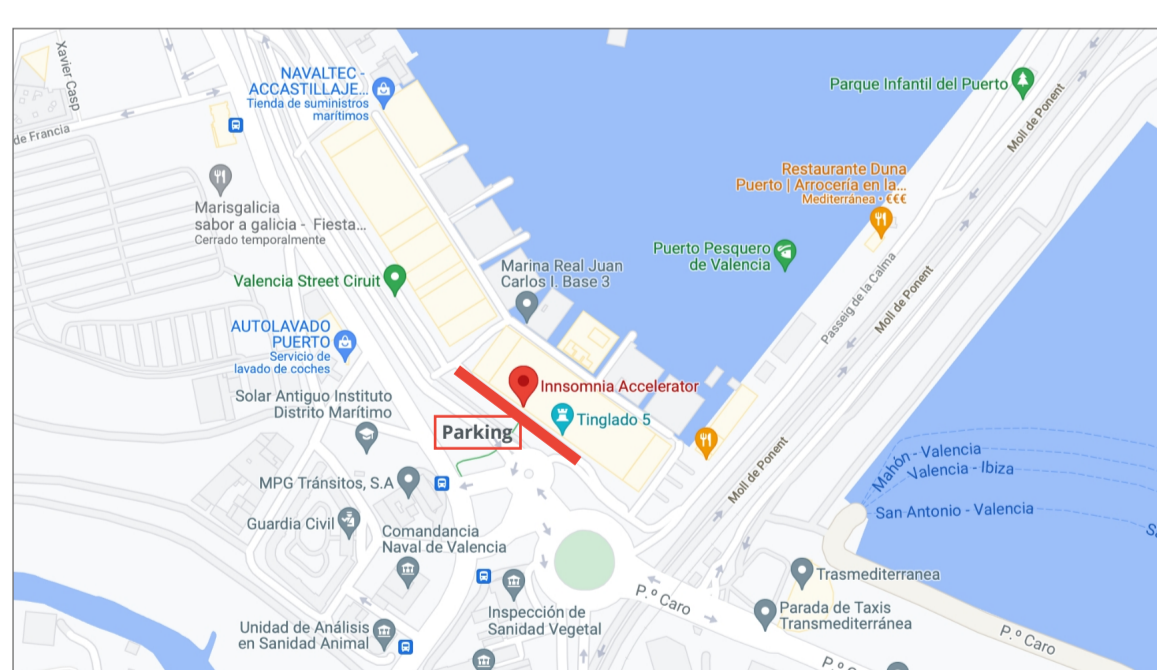 Xavier Casp
de Francia
NAVALTEC -
ACCASTILLAJE...
Tienda de suministros
marítimos
Parque Infantil del Puerto
Moll de Ponent
Marisgalicia
sabor a galicia - Fiesta...
Cerrado temporalmente
Restaurante Duna
Puerto | Arrocería en la...
Mediterránea • €€€
Valencia Street Ciruit
Marina Real Juan
Carlos I. Base 3
Puerto Pesquero
de Valencia
Passeig de la Calma
Moll de Ponent
AUTOLAVADO
PUERTO
Servicio de
lavado de coches
Solar Antiguo Instituto
Distrito Marítimo
Innsomnia Accelerator
Tinglado 5
Parking
MPG Tránsitos, S.A
Guardia Civil
Comandancia
Naval de Valencia
Moll de Ponent
Mahón - Valencia
Valencia - Ibiza
San Antonio - Valencia
Inspección de
Sanidad Vegetal
Unidad de Análisis
en Sanidad Animal
P.º Caro
Trasmediterranea
Parada de Taxis
Transmediterránea
P.º Caro